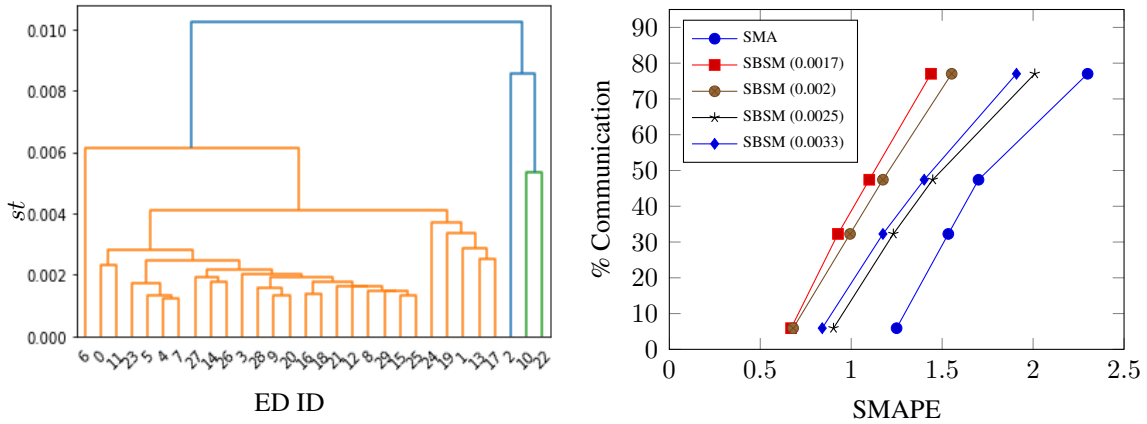 0.010
0.008
0.006
0.004
0.002
0.000
st
6 0 11 23 5 4 7 27 14 26 3 28 9 20 16 18 21 12 8 29 15 25 24 19 1 13 17 2 10 22
ED ID
90
80
70
60
50
40
30
20
10
0
% Communication
SMA
SBSM (0.0017)
SBSM (0.002)
SBSM (0.0025)
SBSM (0.0033)
0 0.5 1 1.5 2 2.5
SMAPE